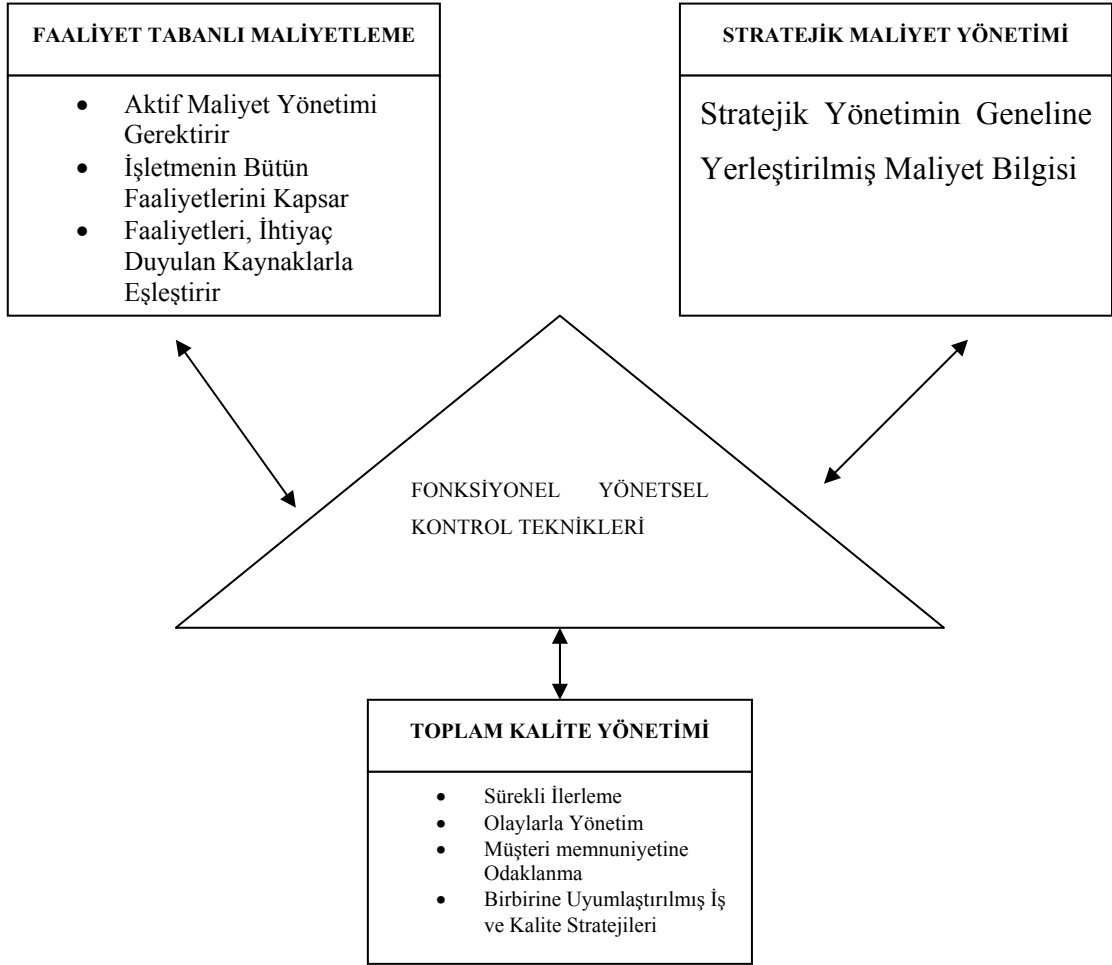 FAALİYET TABANLI MALİYETLEME
• Aktif Maliyet Yönetimi
Gerektirir
• İşletmenin Bütün
Faaliyetlerini Kapsar
• Faaliyetleri, İhtiyaç
Duyulan Kaynaklarla
Eşleştirir
STRATEJİK MALİYET YÖNETİMİ
Stratejik Yönetimin Geneline
Yerleştirilmiş Maliyet Bilgisi
FONKSİYONEL YÖNETSEL
KONTROL TEKNİKLERİ
TOPLAM KALİTE YÖNETİMİ
• Sürekli İlerleme
• Olaylarla Yönetim
• Müşteri memnuniyetine
Odaklanma
• Birbirine Uyumlaştırılmış İş
ve Kalite Stratejileri